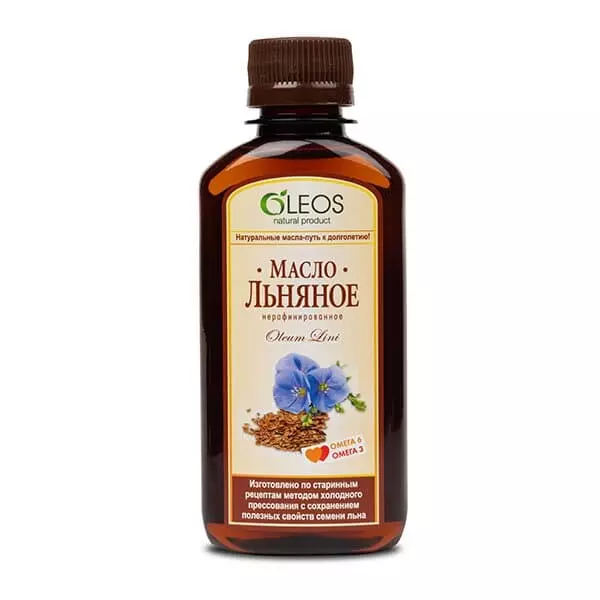 OLEOS
natural product
Натуральные масла-путь к долголетию!
• МАСЛО •
ЛЬНЯНОЕ
нерафинированное
Oleum Lini
ОМЕГА 6
ОМЕГА 3
Изготовлено по старинным
рецептам методом холодного
прессования с сохранением
полезных свойств семени льна